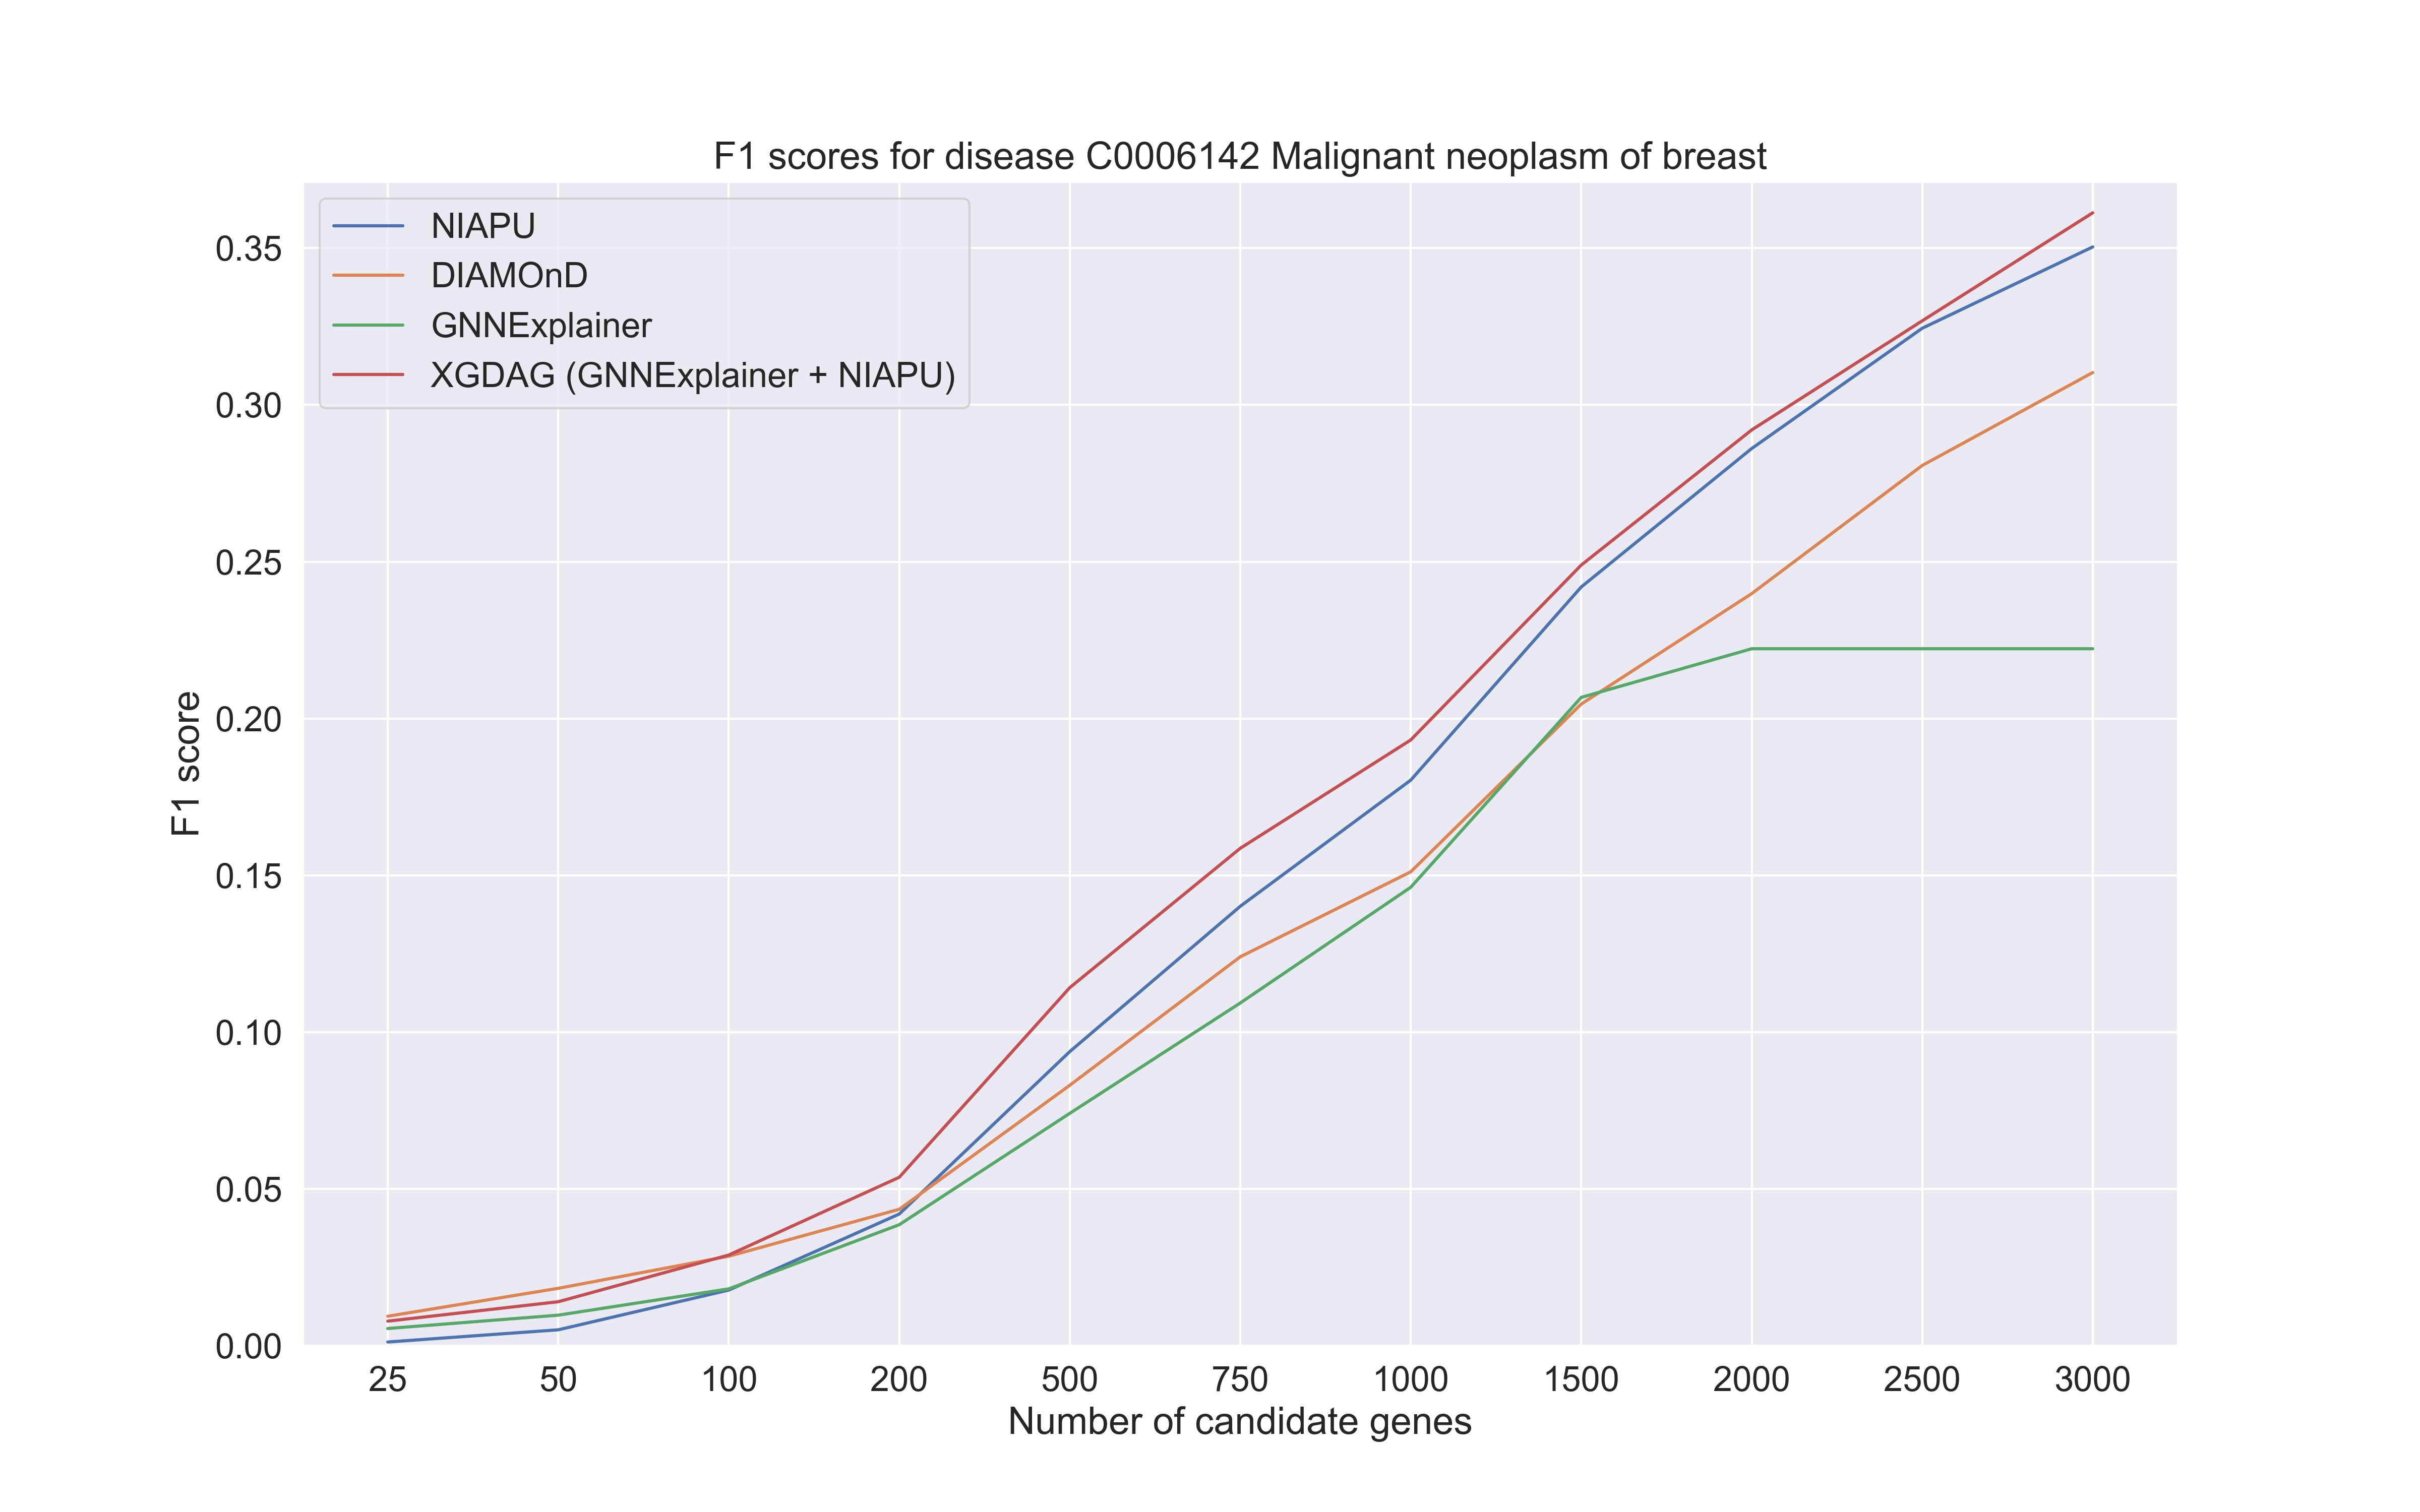 F1 scores for disease C0006142 Malignant neoplasm of breast
NIAPU
DIAMOnD
GNNExplainer
XGDAG (GNNExplainer + NIAPU)
0.35
0.30
0.25
0.20
0.15
0.10
0.05
0.00
F1 score
25 50 100 200 500 750 1000 1500 2000 2500 3000
Number of candidate genes